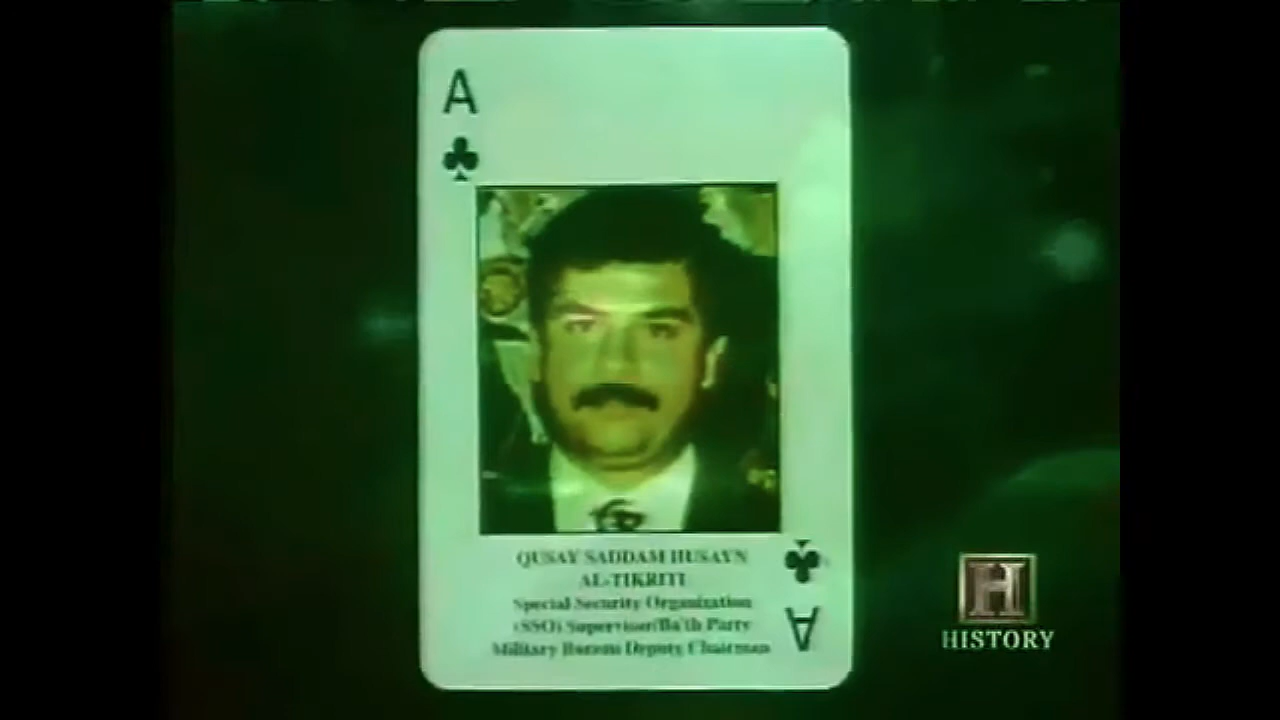 A
QUSAY SADDAM HUSAYN
AL-TIKRITI
Special Security Organization
(SSO) Supervisor/Ba'th Party
Military Bureau Deputy Chairman
A
H
HISTORY